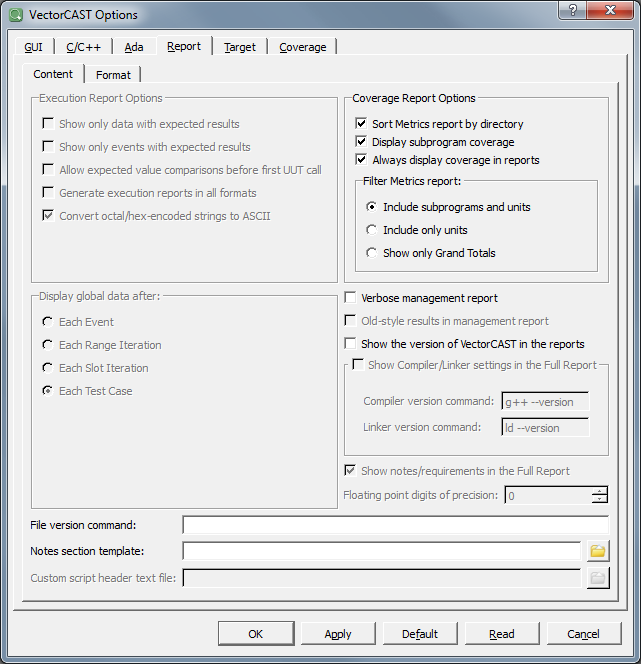 VectorCAST Options
GUI C/C++ Ada Report Target Coverage
Content Format
Execution Report Options
Show only data with expected results
Show only events with expected results
Allow expected value comparisons before first UUT call
Generate execution reports in all formats
Convert octal/hex-encoded strings to ASCII
Coverage Report Options
Sort Metrics report by directory
Display subprogram coverage
Always display coverage in reports
Filter Metrics report:
Include subprograms and units
Include only units
Show only Grand Totals
Display global data after:
Each Event
Each Range Iteration
Each Slot Iteration
Each Test Case
Verbose management report
Old-style results in management report
Show the version of VectorCAST in the reports
Show Compiler/Linker settings in the Full Report
Compiler version command: g++ --version
Linker version command: ld --version
Show notes/requirements in the Full Report
Floating point digits of precision: 0
File version command:
Notes section template:
Custom script header text file:
OK Apply Default Read Cancel